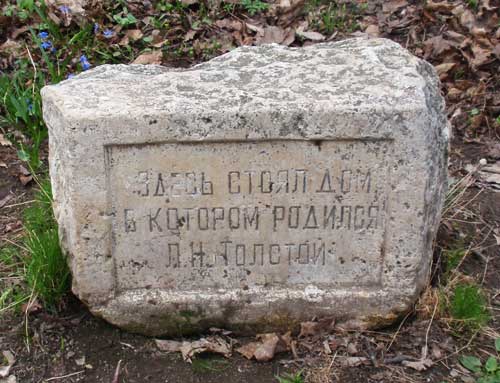 ЗДЕСЬ СТОЯЛ ДОМ,
В КОТОРОМ РОДИЛСЯ
Л.Н.ТОЛСТОЙ